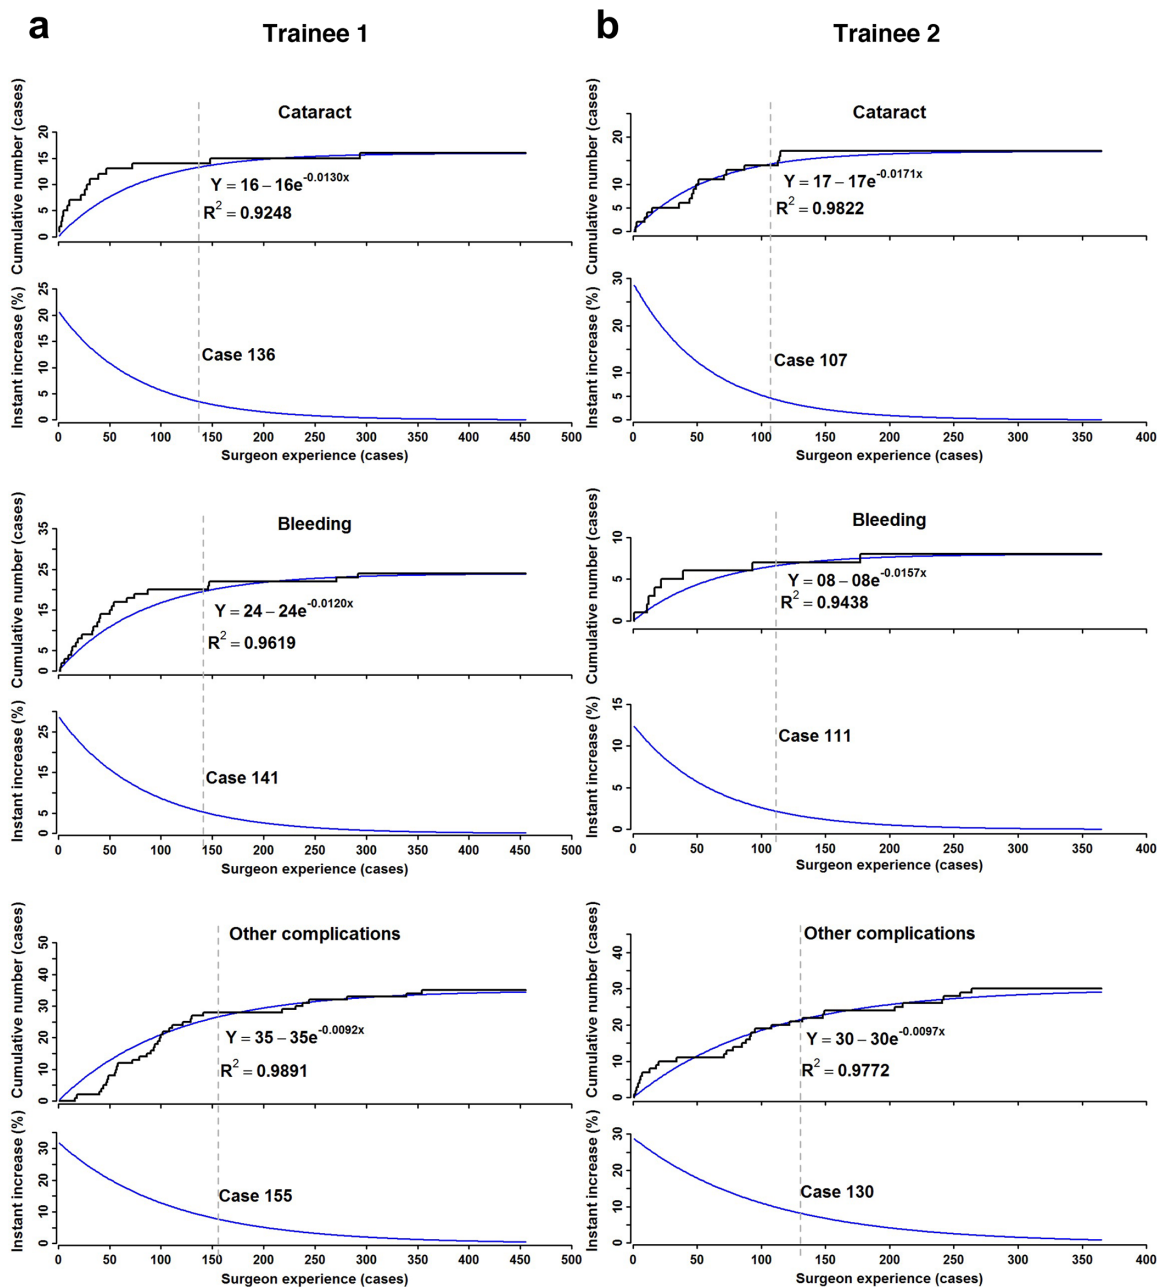 a Trainee 1
b Trainee 2
Cataract
Cumulative number (cases)
20
15
10
5
0
Y = 16 – 16e^-0.0130x
R^2 = 0.9248
Instant increase (%)
25
20
15
10
5
0
Case 136
0 50 100 150 200 250 300 350 400 450 500
Surgeon experience (cases)
Cataract
Cumulative number (cases)
20
15
10
5
0
Y = 17 – 17e^-0.0171x
R^2 = 0.9822
Instant increase (%)
30
20
15
10
5
0
Case 107
0 50 100 150 200 250 300 350 400
Surgeon experience (cases)
Bleeding
Cumulative number (cases)
35
25
15
5
0
Y = 24 – 24e^-0.0120x
R^2 = 0.9619
Instant increase (%)
25
15
5
0
Case 141
0 50 100 150 200 250 300 350 400 450 500
Surgeon experience (cases)
Bleeding
Cumulative number (cases)
10
5
0
Y = 08 – 08e^-0.0157x
R^2 = 0.9438
Instant increase (%)
15
10
5
0
Case 111
0 50 100 150 200 250 300 350 400
Surgeon experience (cases)
Other complications
Cumulative number (cases)
50
40
30
20
10
0
Y = 35 – 35e^-0.0092x
R^2 = 0.9891
Instant increase (%)
30
20
10
0
Case 155
0 50 100 150 200 250 300 350 400 450 500
Surgeon experience (cases)
Other complications
Cumulative number (cases)
40
30
20
10
0
Y = 30 – 30e^-0.0097x
R^2 = 0.9772
Instant increase (%)
30
20
10
0
Case 130
0 50 100 150 200 250 300 350 400
Surgeon experience (cases)